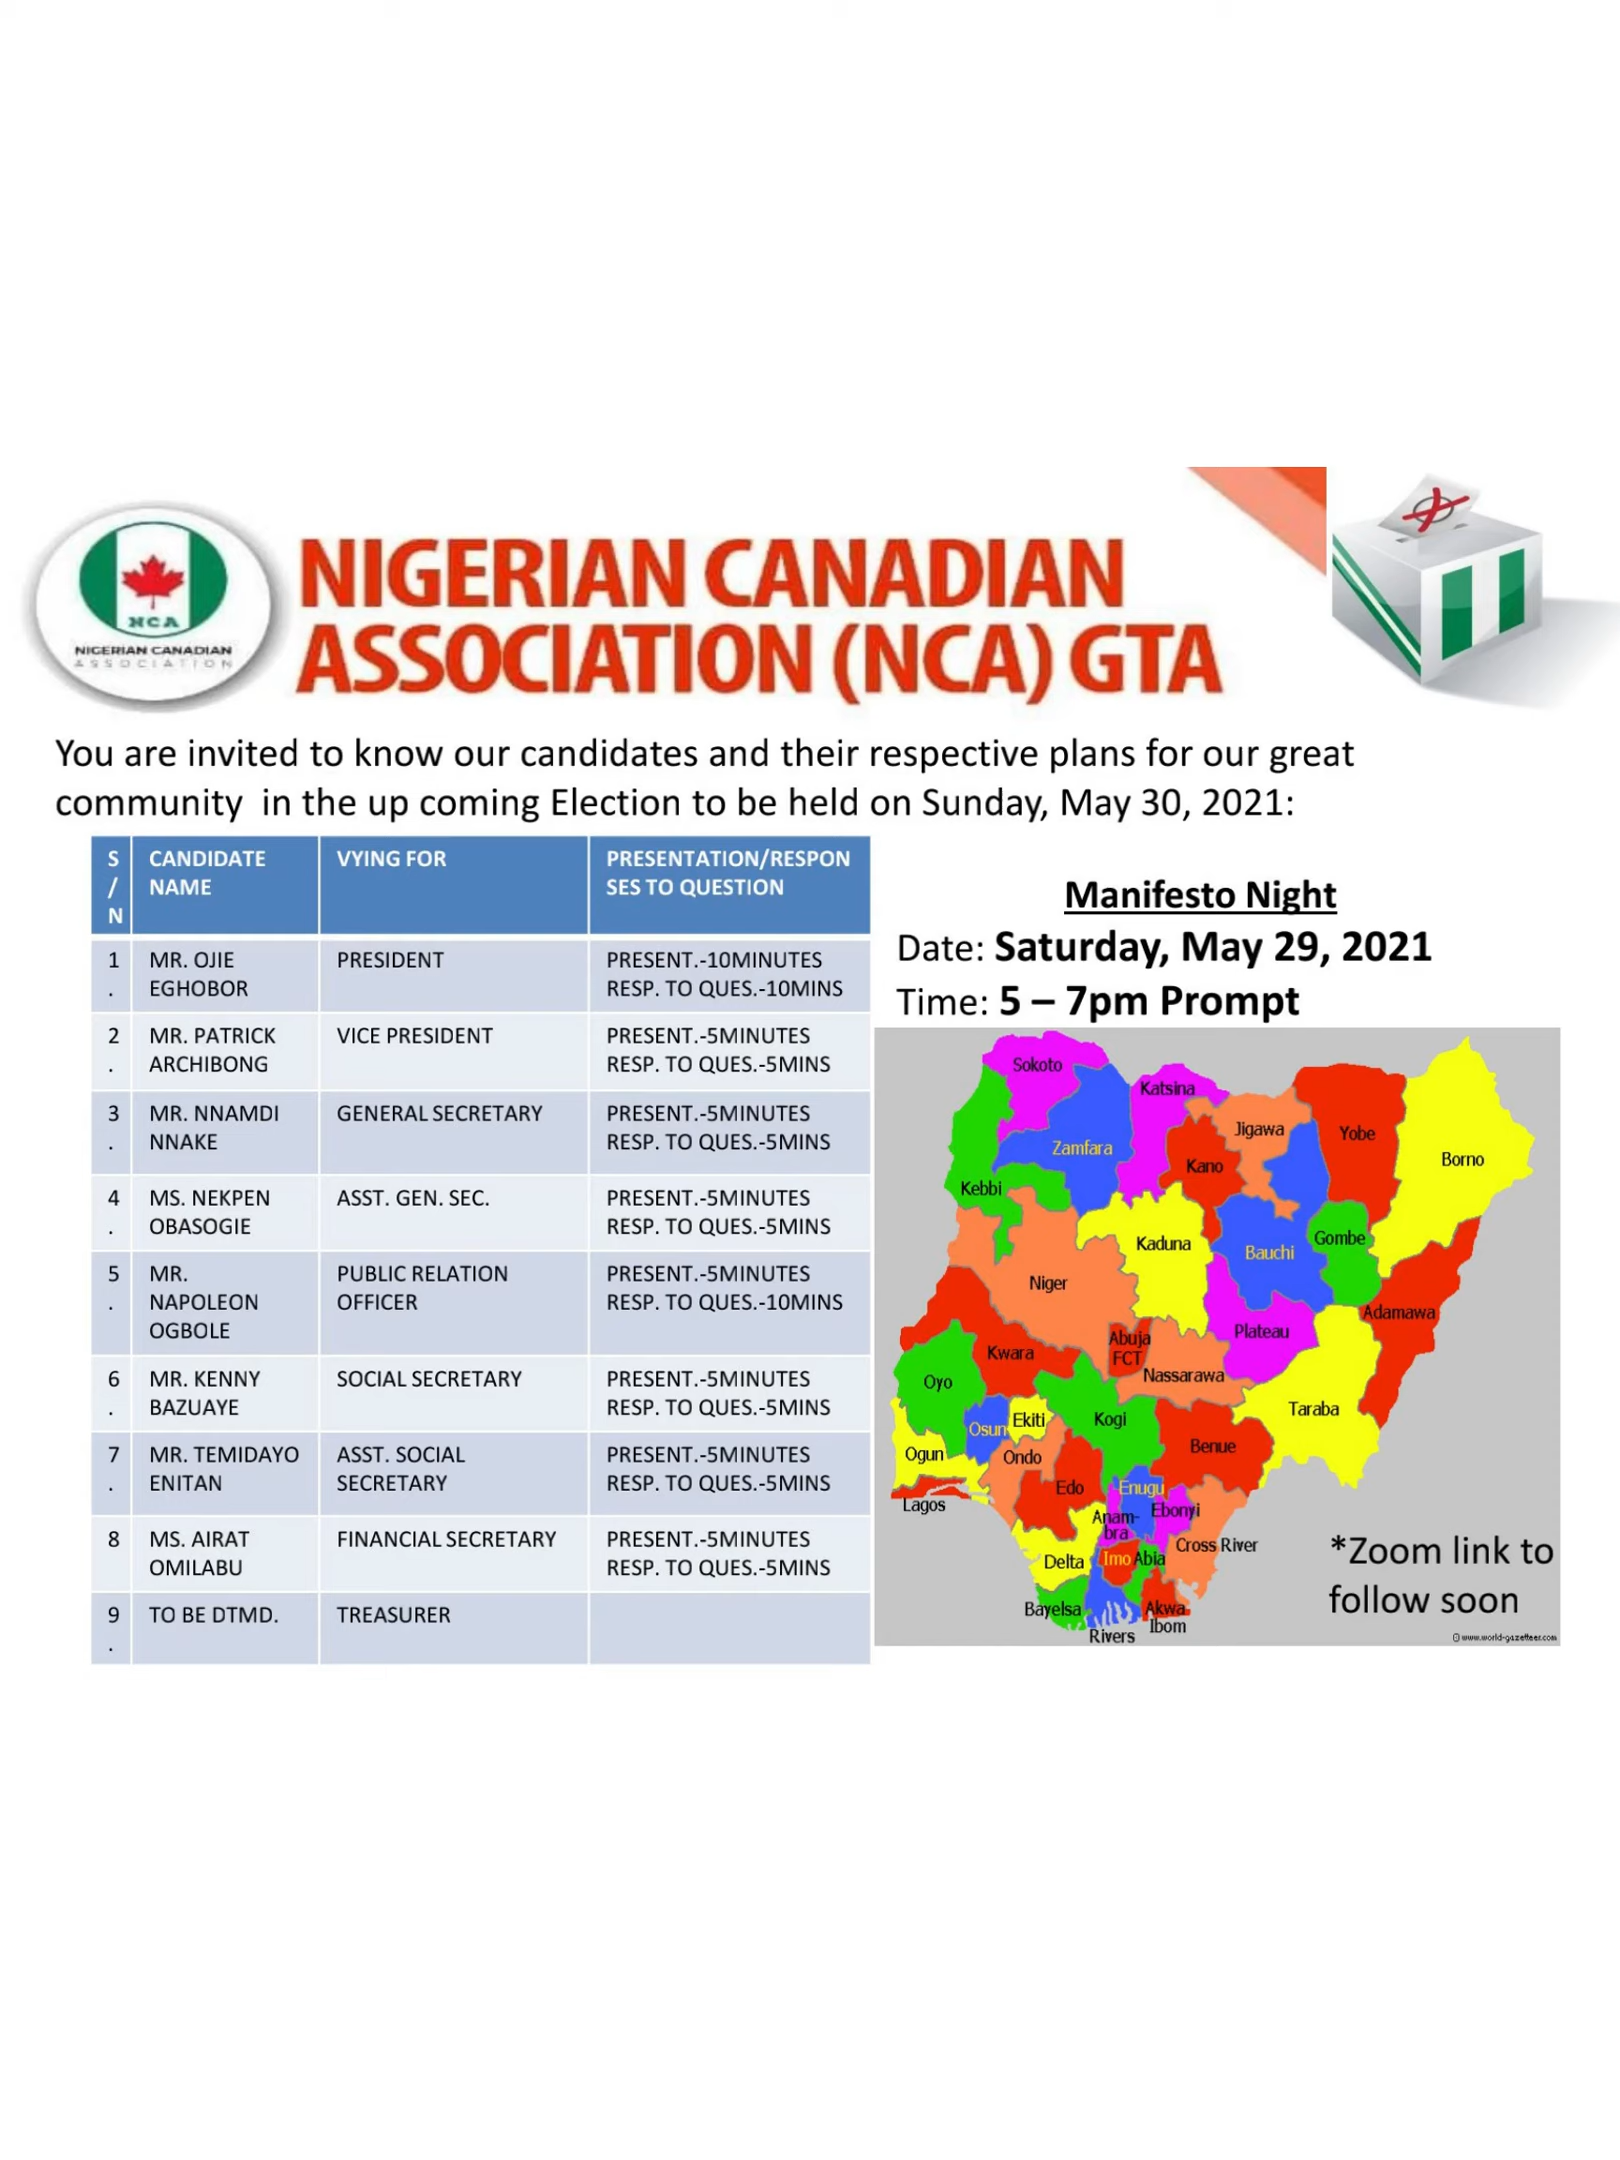 NCA
NIGERIAN CANADIAN
ASSOCIATION
NIGERIAN CANADIAN
ASSOCIATION (NCA) GTA
You are invited to know our candidates and their respective plans for our great
community in the up coming Election to be held on Sunday, May 30, 2021:
S
/
N
CANDIDATE
NAME
VYING FOR
PRESENTATION/RESPON
SES TO QUESTION
1
.
MR. OJIE
EGHOBOR
PRESIDENT
PRESENT.-10MINUTES
RESP. TO QUES.-10MINS
2
.
MR. PATRICK
ARCHIBONG
VICE PRESIDENT
PRESENT.-5MINUTES
RESP. TO QUES.-5MINS
3
.
MR. NNAMDI
NNAKE
GENERAL SECRETARY
PRESENT.-5MINUTES
RESP. TO QUES.-5MINS
4
.
MS. NEKPEN
OBASOGIE
ASST. GEN. SEC.
PRESENT.-5MINUTES
RESP. TO QUES.-5MINS
5
.
MR.
NAPOLEON
OGBOLE
PUBLIC RELATION
OFFICER
PRESENT.-5MINUTES
RESP. TO QUES.-10MINS
6
.
MR. KENNY
BAZUAYE
SOCIAL SECRETARY
PRESENT.-5MINUTES
RESP. TO QUES.-5MINS
7
.
MR. TEMIDAYO
ENITAN
ASST. SOCIAL
SECRETARY
PRESENT.-5MINUTES
RESP. TO QUES.-5MINS
8
.
MS. AIRAT
OMILABU
FINANCIAL SECRETARY
PRESENT.-5MINUTES
RESP. TO QUES.-5MINS
9
.
TO BE DTMD.
TREASURER
Manifesto Night
Date: Saturday, May 29, 2021
Time: 5 – 7pm Prompt
Sokoto
Katsina
Jigawa
Yobe
Borno
Zamfara
Kano
Kebbi
Kaduna
Bauchi
Gombe
Niger
Adamawa
Plateau
Abuja
FCT
Kwara
Nassarawa
Oyo
Taraba
Kogi
Ekiti
Osun
Benue
Ogun
Ondo
Edo
Enugu
Lagos
Anam-
bra
Ebonyi
Cross River
Delta
Imo
Abia
Bayelsa
Akwa
Ibom
Rivers
*Zoom link to
follow soon
© www.world-gazetteer.com